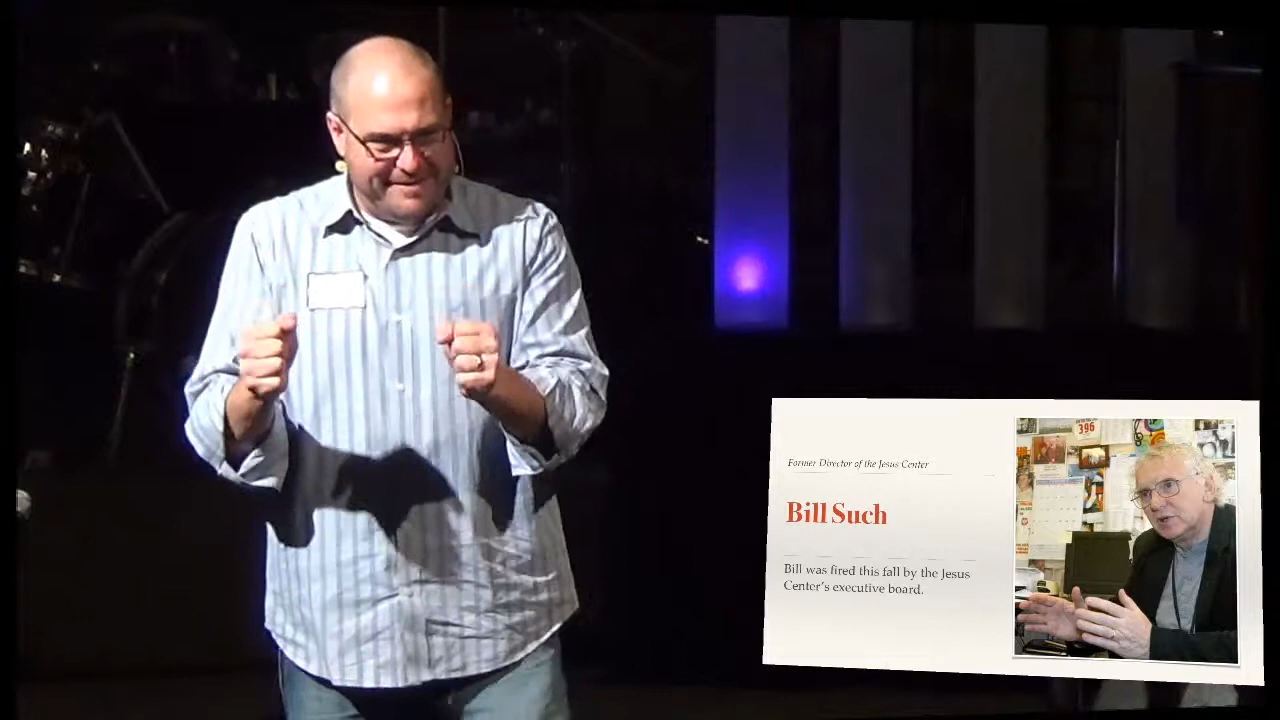 Former Director of the Jesus Center
Bill Such
Bill was fired this fall by the Jesus
Center's executive board.
396